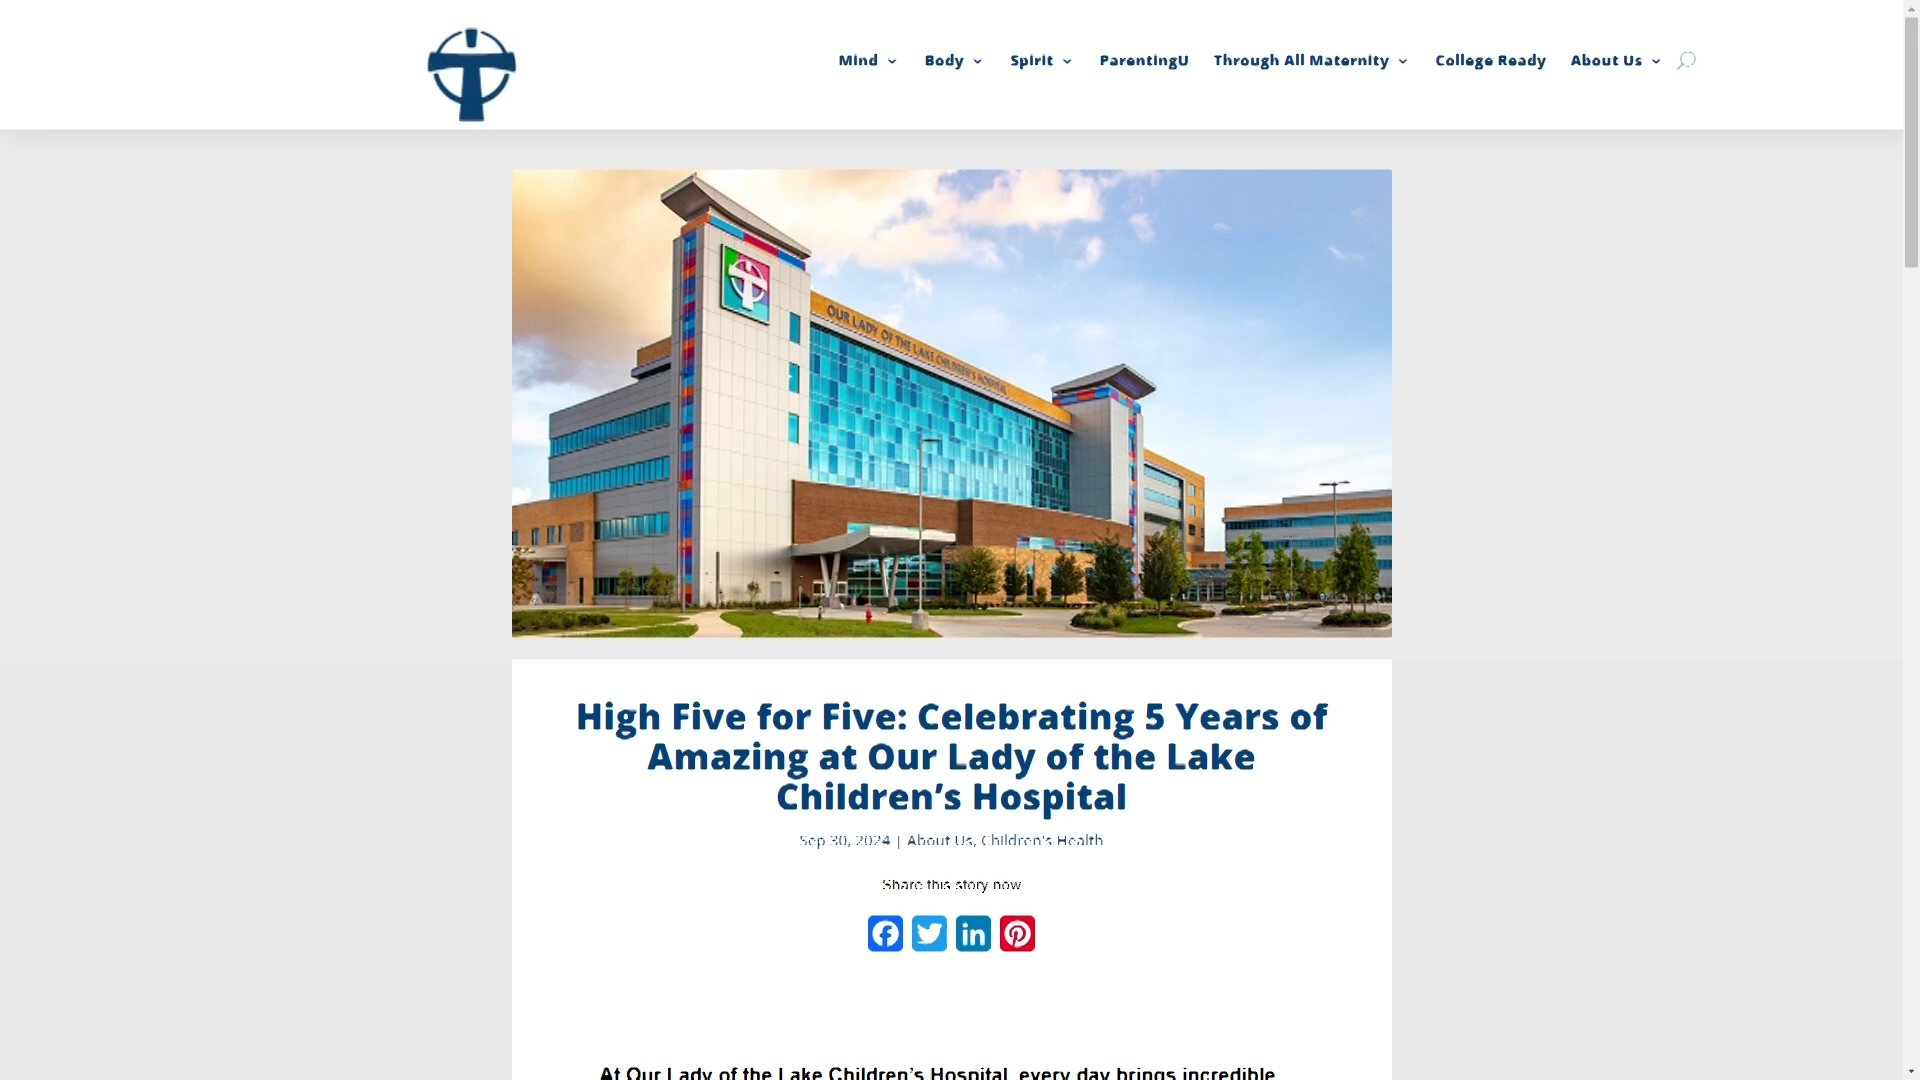 Mind Body Spirit ParentingU Through All Maternity College Ready About Us
OUR LADY OF THE LAKE CHILDREN'S HOSPITAL
High Five for Five: Celebrating 5 Years of
Amazing at Our Lady of the Lake
Children’s Hospital
Sep 30, 2024 | About Us, Children's Health
Share this story now
At Our Lady of the Lake Children’s Hospital, every day brings incredible